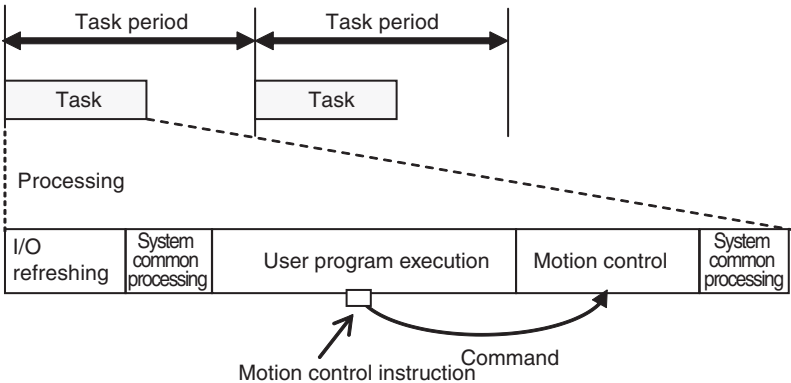 Task period
Task period
Task
Task
Processing
I/O
refreshing
System
common
processing
User program execution
Motion control
System
common
processing
Command
Motion control instruction